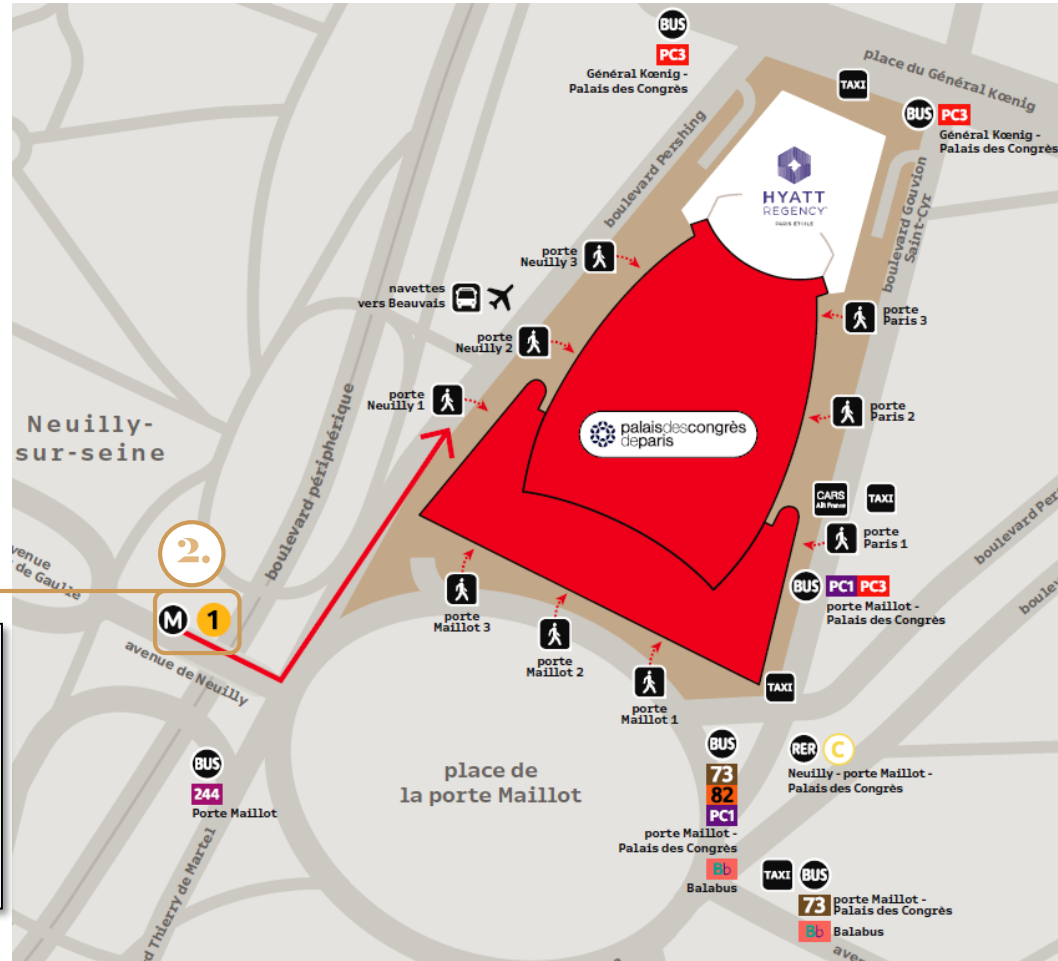 BUS
PC3
Général Kœnig -
Palais des Congrès
place du Général Kœnig
TAXI
BUS PC3
Général Kœnig -
Palais des Congrès
boulevard Pershing
HYATT
REGENCY
PARIS ÉTOILE
boulevard Gouvion
Saint-Cyr
porte
Neuilly 3
navettes
vers Beauvais
porte
Paris 3
porte
Neuilly 2
porte
Neuilly 1
porte
Paris 2
Neuilly-
sur-seine
boulevard périphérique
palaisdescongrès
deparis
CARS
Air France
TAXI
porte
Paris 1
boulevard Per
2.
venue
de Gaulle
M 1
avenue de Neuilly
porte
Maillot 3
porte
Maillot 2
porte
Maillot 1
BUS PC1 PC3
porte Maillot -
Palais des Congrès
TAXI
BUS
244
Porte Maillot
place de
la porte Maillot
BUS
73
82
PC1
porte Maillot -
Palais des Congrès
Bb
Balabus
RER C
Neuilly - porte Maillot -
Palais des Congrès
TAXI BUS
73 porte Maillot -
Palais des Congrès
Bb Balabus
d Thierry de Martel